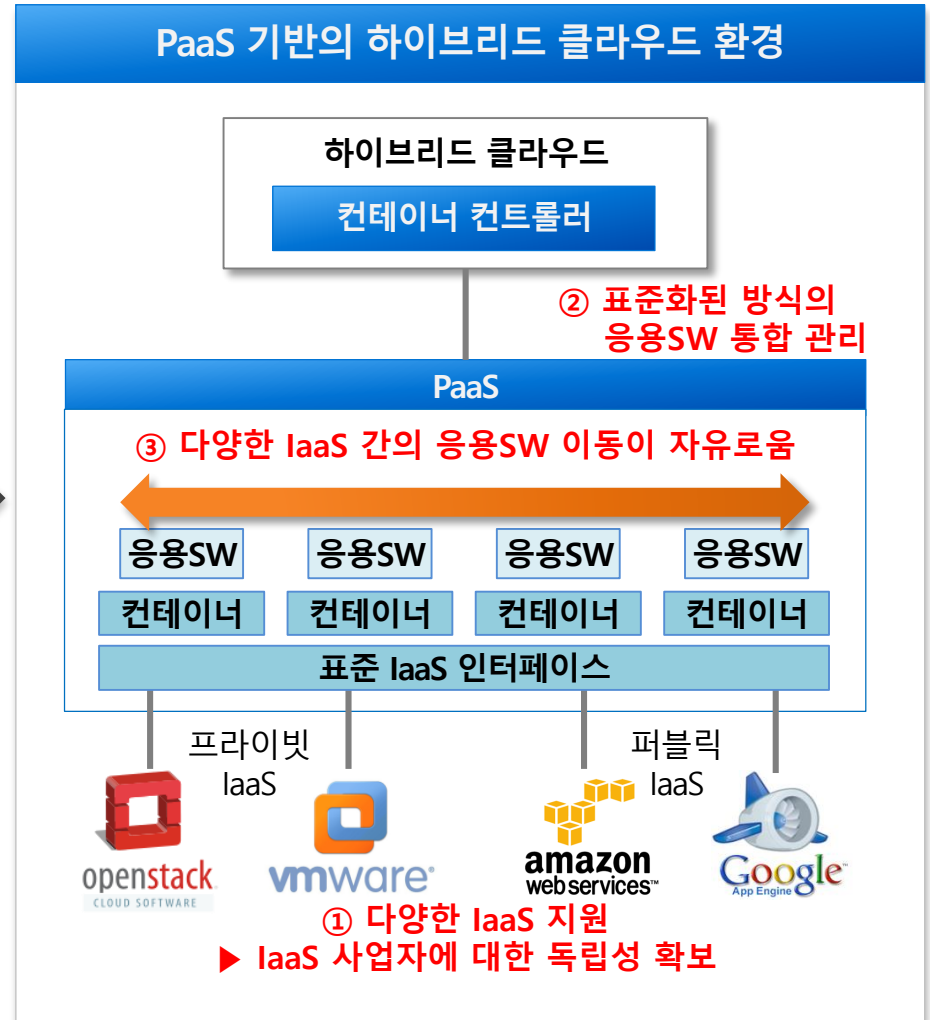 PaaS 기반의 하이브리드 클라우드 환경
하이브리드 클라우드
컨테이너 컨트롤러
② 표준화된 방식의
응용SW 통합 관리
PaaS
③ 다양한 IaaS 간의 응용SW 이동이 자유로움
응용SW 응용SW 응용SW 응용SW
컨테이너 컨테이너 컨테이너 컨테이너
표준 IaaS 인터페이스
프라이빗
IaaS
퍼블릭
IaaS
openstack
CLOUD SOFTWARE
vmware®
amazon
web services™
Google™
App Engine
① 다양한 IaaS 지원
▶ IaaS 사업자에 대한 독립성 확보